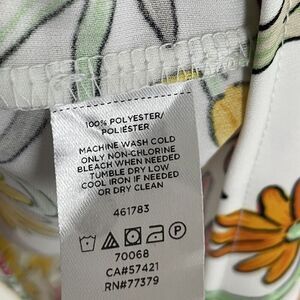 100% POLYESTER/
POLIÉSTER
MACHINE WASH COLD
ONLY NON-CHLORINE
BLEACH WHEN NEEDED
TUMBLE DRY LOW
COOL IRON IF NEEDED
OR DRY CLEAN
461783
P
70068
CA#57421
RN#77379